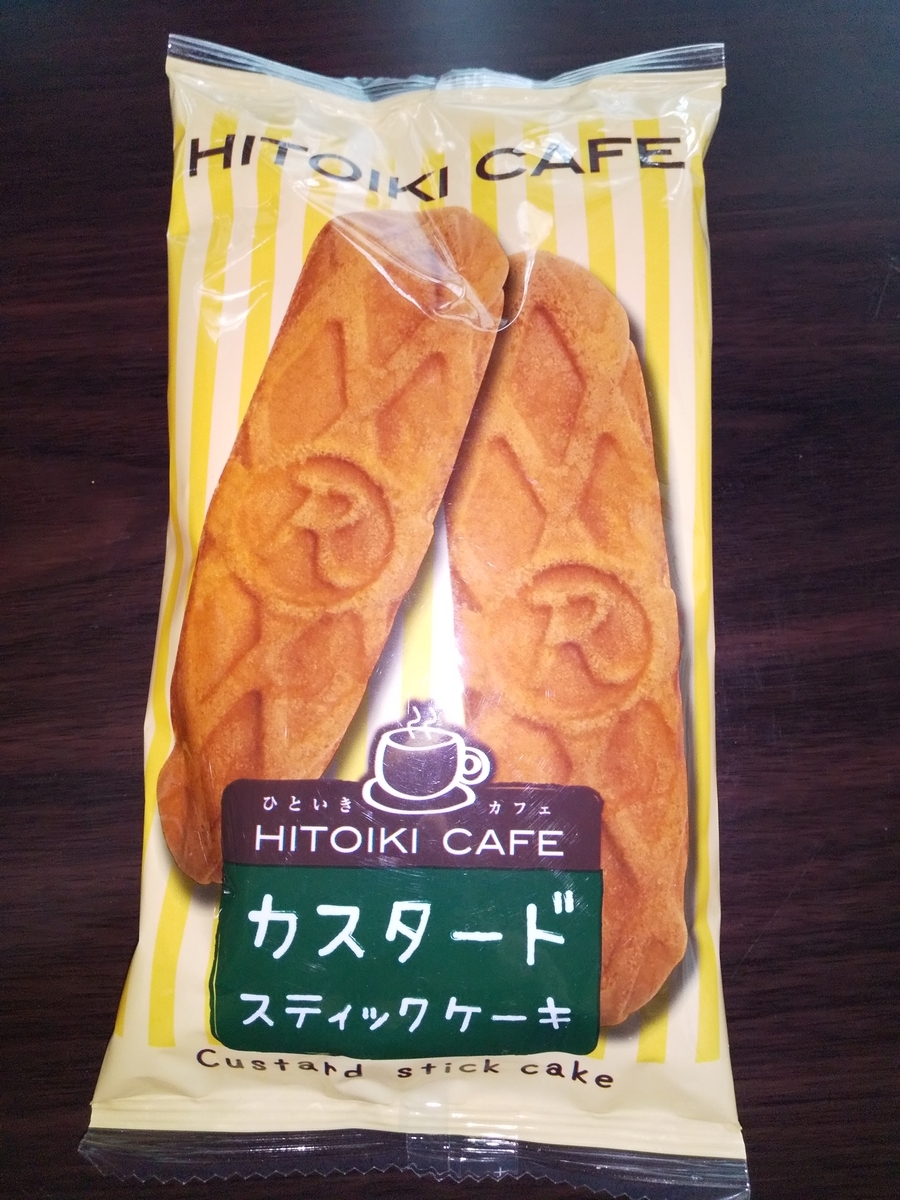 HITOIKI CAFE
R
R
ひといき カフェ
HITOIKI CAFE
カスタード
スティックケーキ
Custard stick cake